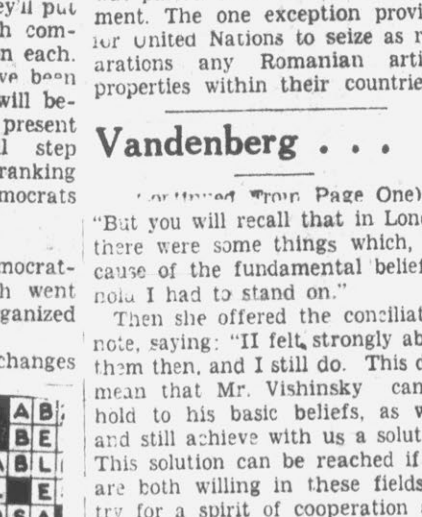 ey'll put
h com-
n each.
ve been
will be-
present
l step
ranking
mocrats
mocrat-
h went
ganized
changes
ment. The one exception provi
for United Nations to seize as r
arations any Romanian arti
properties within their countrie
Vandenberg . . .
From Page One)
"But you will recall that in Lond
there were some things which,
cause of the fundamental belief
I had to stand on."
Then she offered the conciliat
note, saying: "II felt strongly ab
them then, and I still do. This d
mean that Mr. Vishinsky can
hold to his basic beliefs, as w
and still achieve with us a solut
This solution can be reached if
are both willing in these fields
try for a spirit of cooperation
A B
B E
A B L
E
O S A